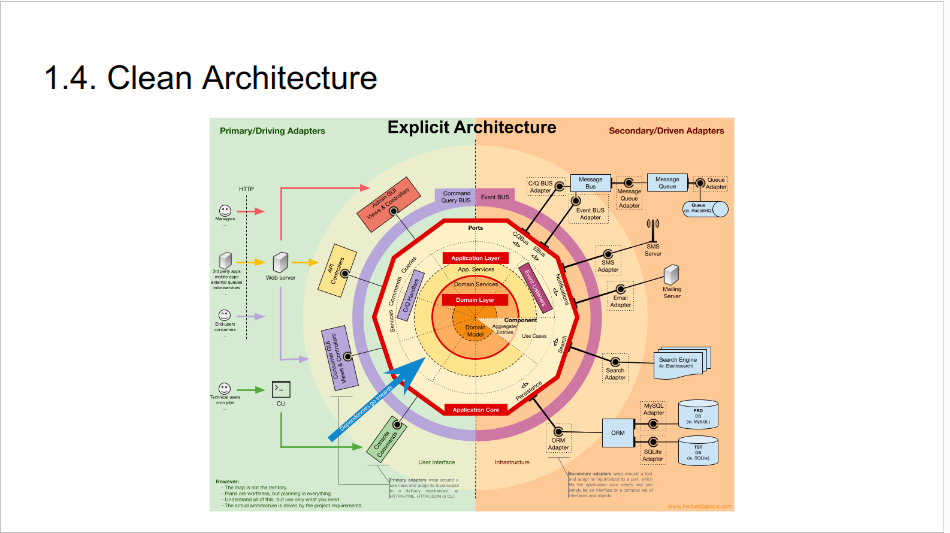 1.4. Clean Architecture
Explicit Architecture
Primary/Driving Adapters
Secondary/Driven Adapters
HTTP
Managers
...
3rd party apps
mobile apps
external queues
microservices
...
End-users
consumers
...
Technical users
cron jobs
...
Web server
CLI
Admin GUI
Views & Controllers
API
Controllers
Consumer GUI
Views & Controllers
Console
Commands
Command
Query BUS
Event BUS
Ports
Application Layer
App. Services
Domain Services
Domain Layer
Domain
Model
Component
Aggregate
Entities
Use Cases
Application Core
Services
Commands
Queries
C/Q Handlers
Event Listeners
C/QBus
EBus
Notifications
Search
Persistence
Dependencies go inwards
User Interface
Infrastructure
C/Q BUS
Adapter
Message
Bus
Event BUS
Adapter
Message
Queue
Adapter
Message
Queue
Queue
Adapter
Queue
(ie. RabbitMQ)
SMS
Server
SMS
Adapter
Mailing
Server
Email
Adapter
Search Engine
(ie. Elasticsearch)
Search
Adapter
ORM
Adapter
ORM
MySQL
Adapter
SQLite
Adapter
PRD
DB
(ie. MySQL)
TST
DB
(ie. SQLite)
Primary adapters wrap around a
use case and adapt its input/output
to a delivery mechanism, ie.
HTTP/HTML, HTTP/JSON or CLI.
Secondary adapters wrap around a tool
and adapt its input/output to a port, which
fits the application core needs and can
simply be an interface or a complex set of
interfaces and objects.
However:
- The map is not the territory.
- Plans are worthless, but planning is everything.
- Understand all of this, but use only what you need.
- The actual architecture is driven by the project requirements.
www.herbertograca.com